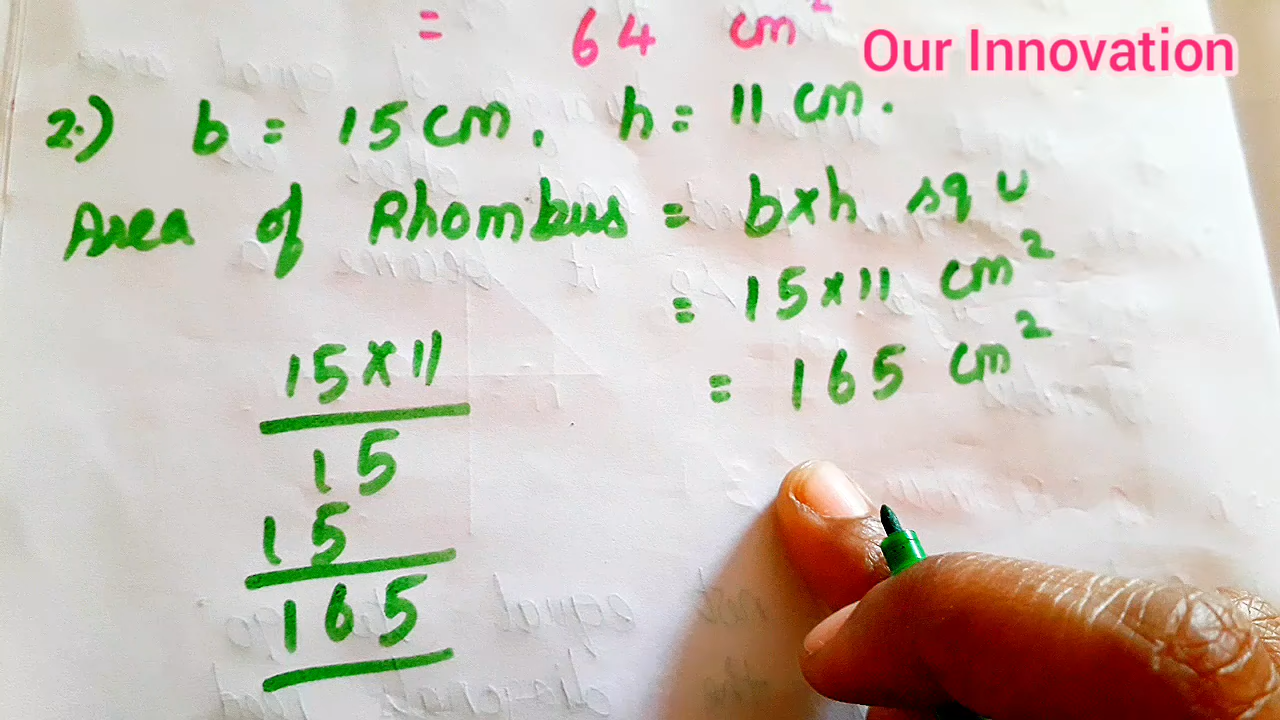 = 64 cm²
Our Innovation
2.) b = 15 cm, h = 11 cm.
Area of Rhombus = b×h sq u
= 15×11 cm²
= 165 cm²
15×11
15
15
165